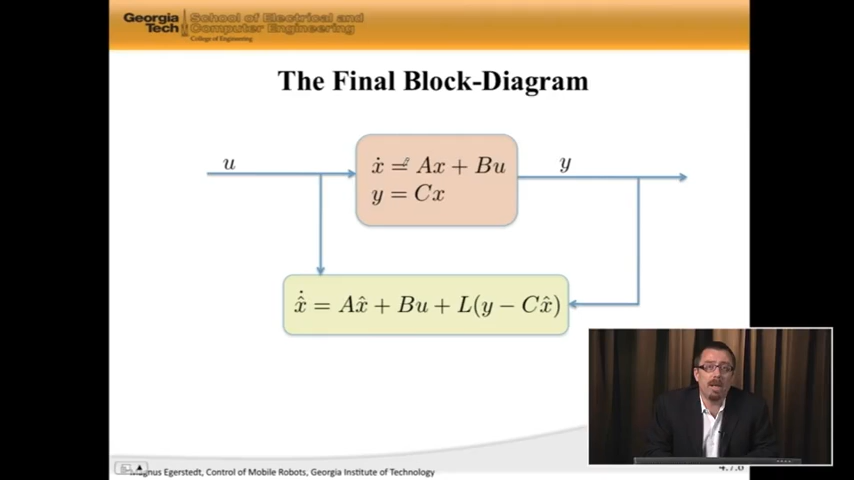 Georgia Tech
School of Electrical and Computer Engineering
College of Engineering
The Final Block-Diagram
u
ẋ = Ax + Bu
y = Cx
y
x̂̇ = Ax̂ + Bu + L(y − Cx̂)
Magnus Egerstedt, Control of Mobile Robots, Georgia Institute of Technology